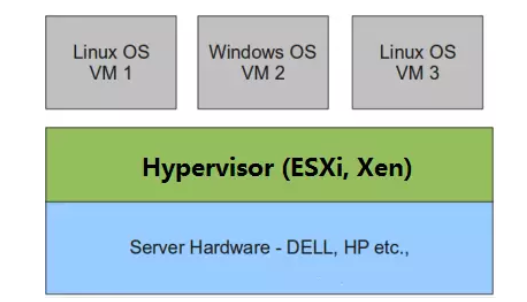 Linux OS
VM 1
Windows OS
VM 2
Linux OS
VM 3
Hypervisor (ESXi, Xen)
Server Hardware - DELL, HP etc.,